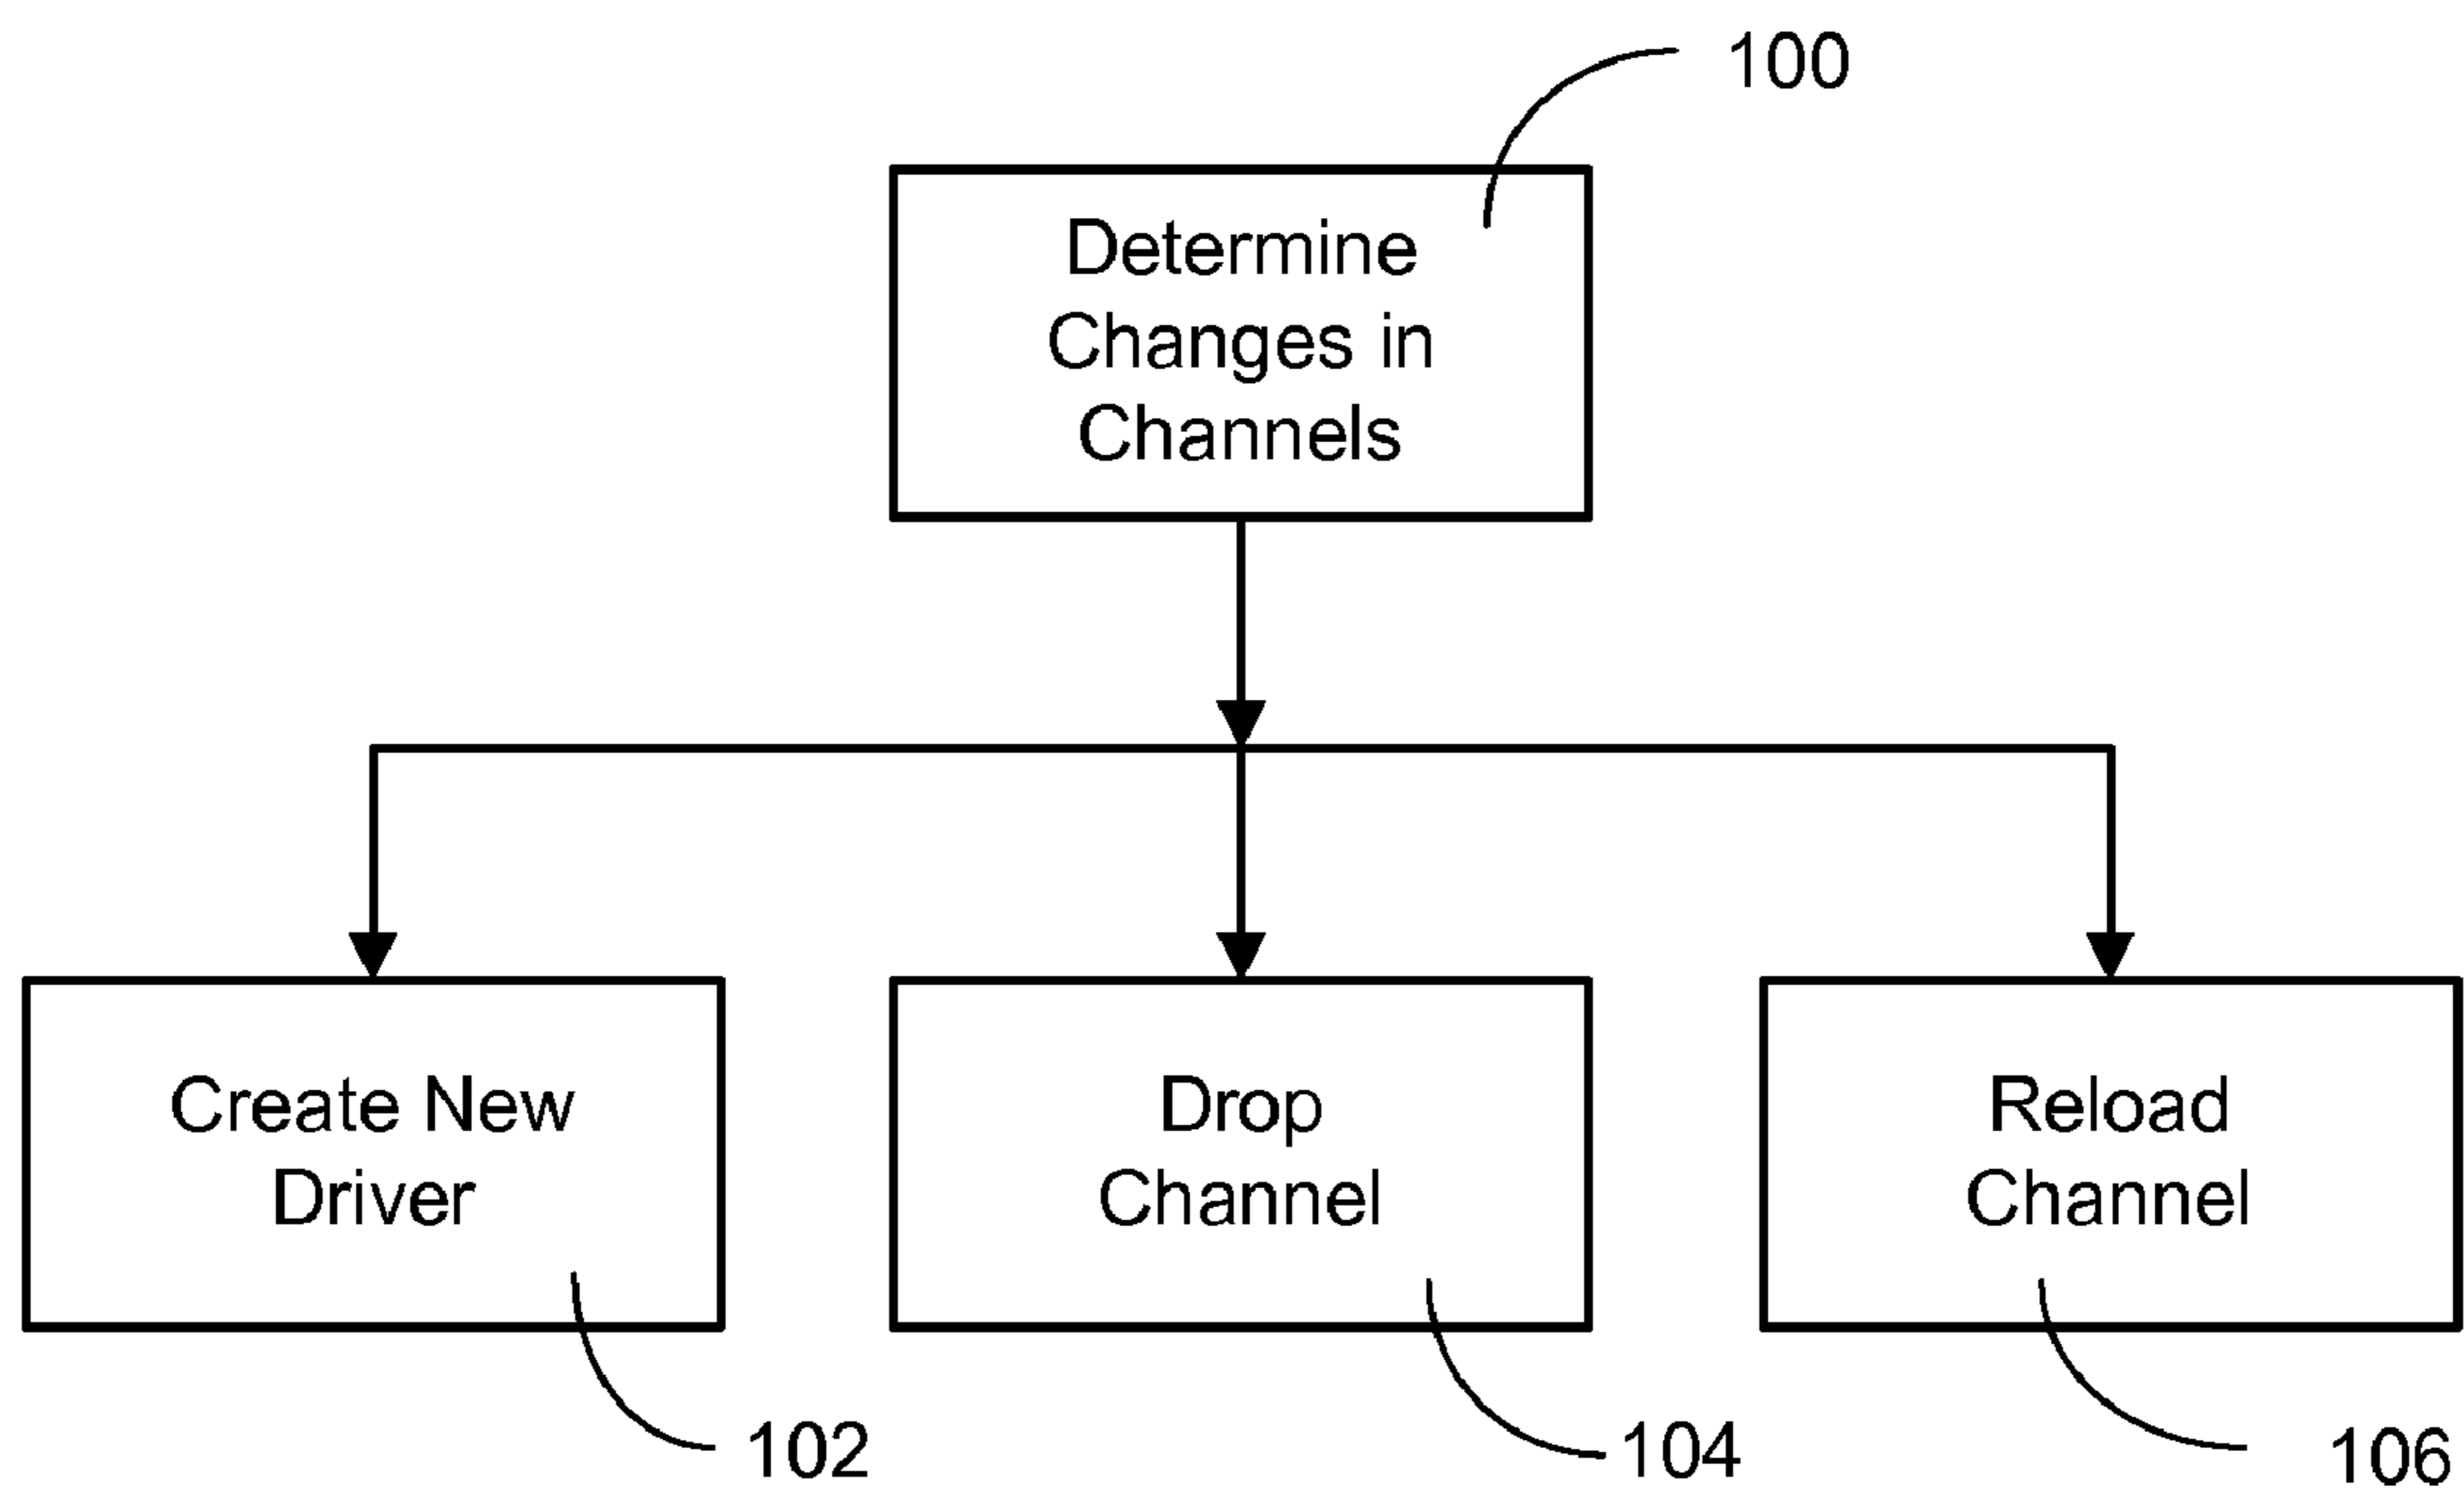 100
Determine
Changes in
Channels
Create New
Driver
Drop
Channel
Reload
Channel
102
104
106